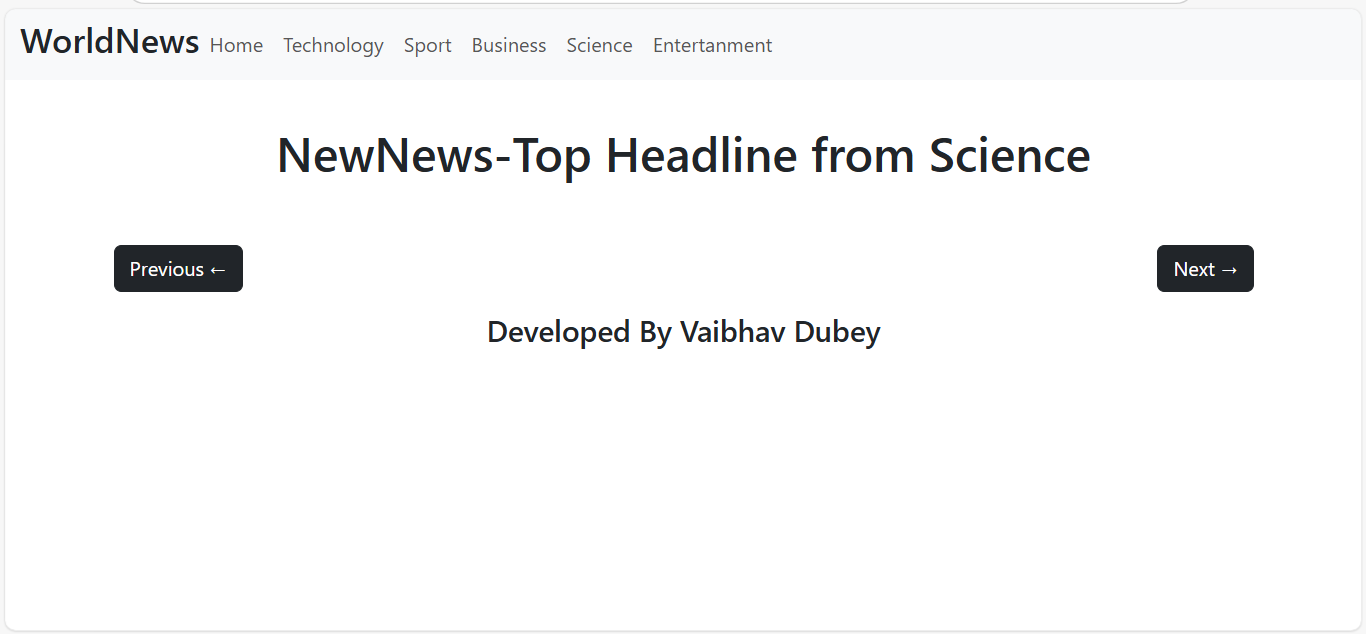 WorldNews Home Technology Sport Business Science Entertanment
NewNews-Top Headline from Science
Previous ← Next →
Developed By Vaibhav Dubey